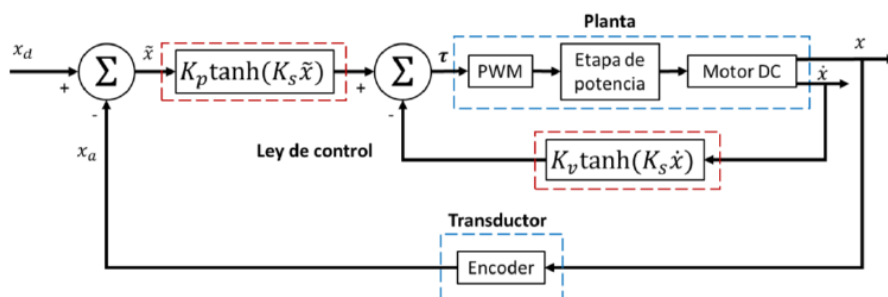 Planta
x_d
+
-
Σ
x̃
K_p tanh(K_s x̃)
+
-
Σ
τ
PWM
Etapa de
potencia
Motor DC
x
ẋ
x_a
Ley de control
K_v tanh(K_s ẋ)
Transductor
Encoder